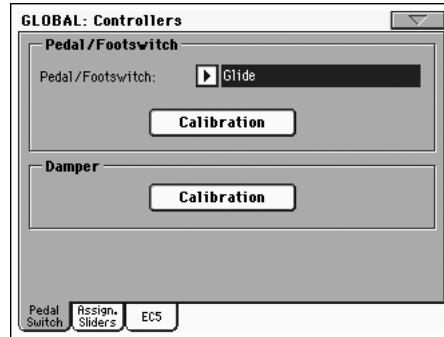 GLOBAL: Controllers
Pedal/Footswitch
Pedal/Footswitch: Glide
Calibration
Damper
Calibration
Pedal Assign. EC5
Switch Sliders